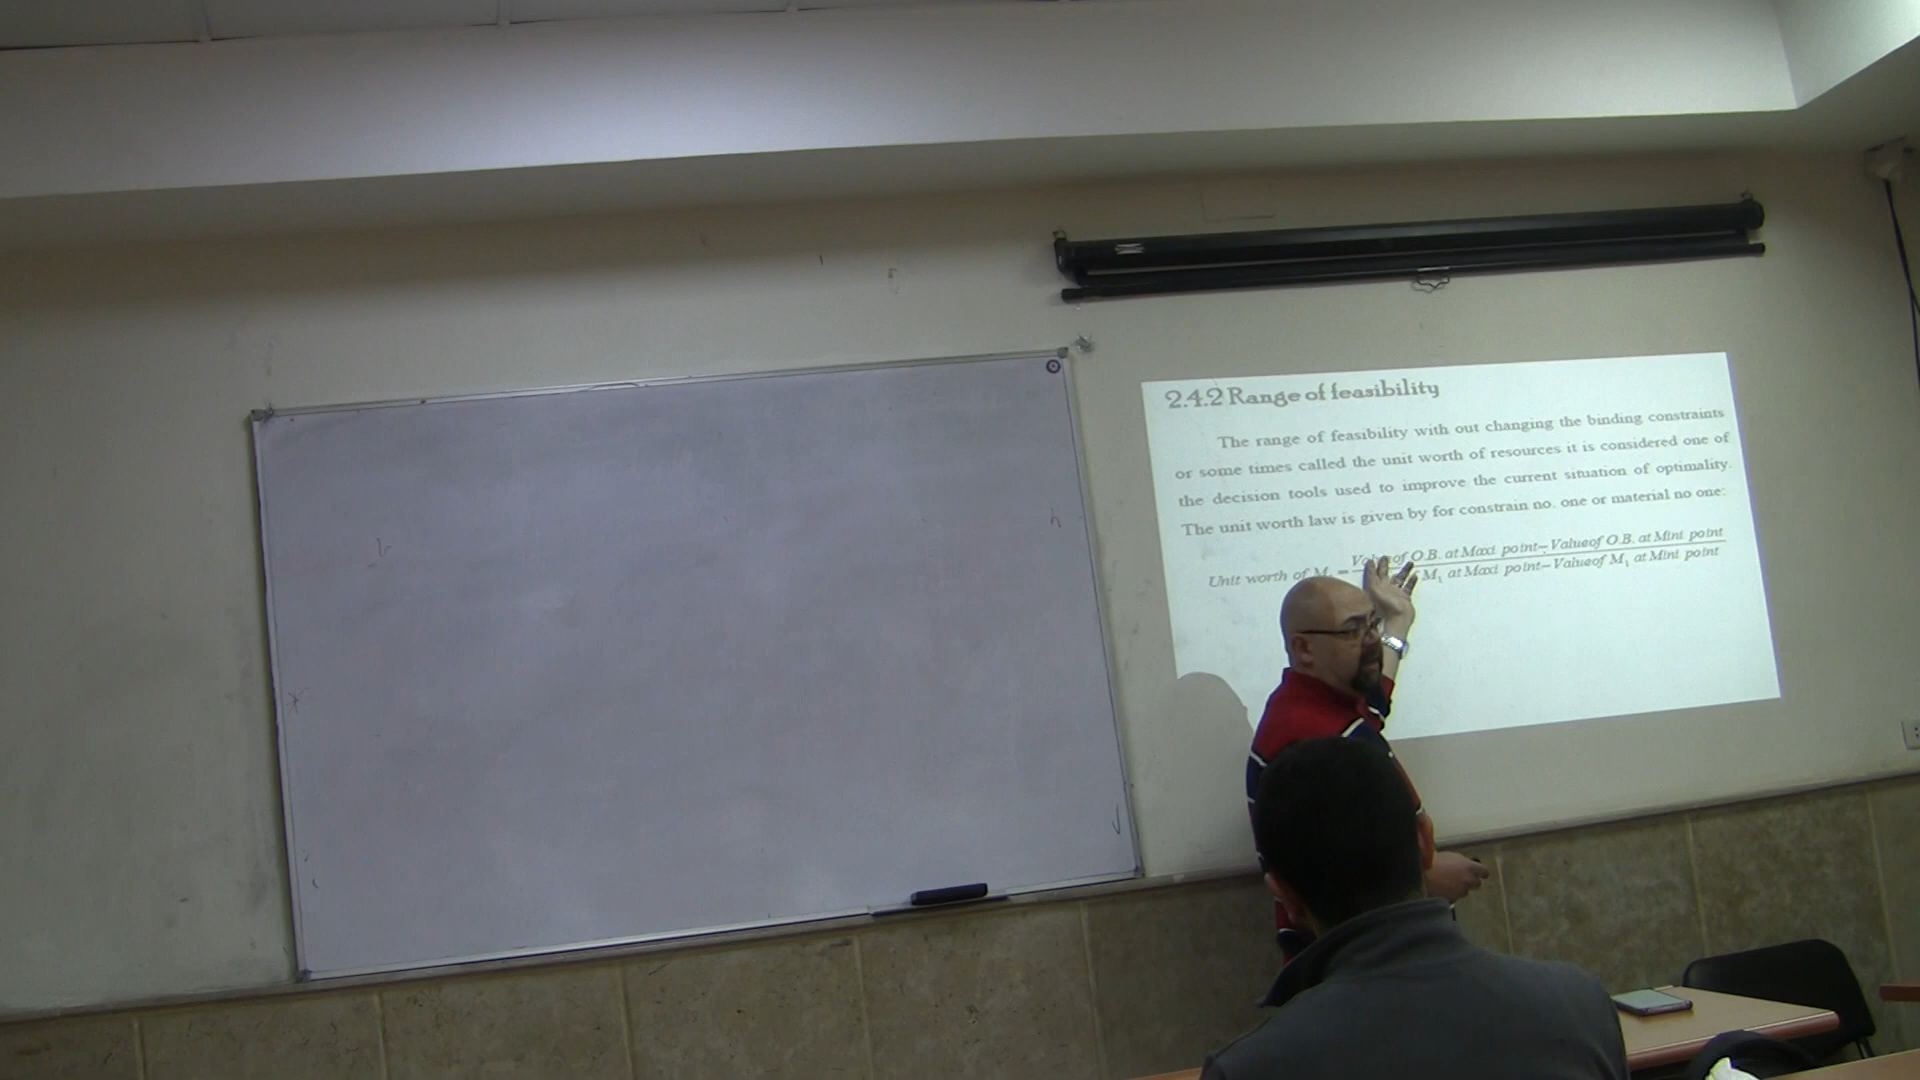 2.4.2 Range of feasibility
The range of feasibility with out changing the binding constraints
or some times called the unit worth of resources it is considered one of
the decision tools used to improve the current situation of optimality.
The unit worth law is given by for constrain no. one or material no one:
Value of O.B. at Maxi point− Valueof O.B. at Mini point
Unit worth of =
M₁ at Maxi point− Valueof M₁ at Mini point